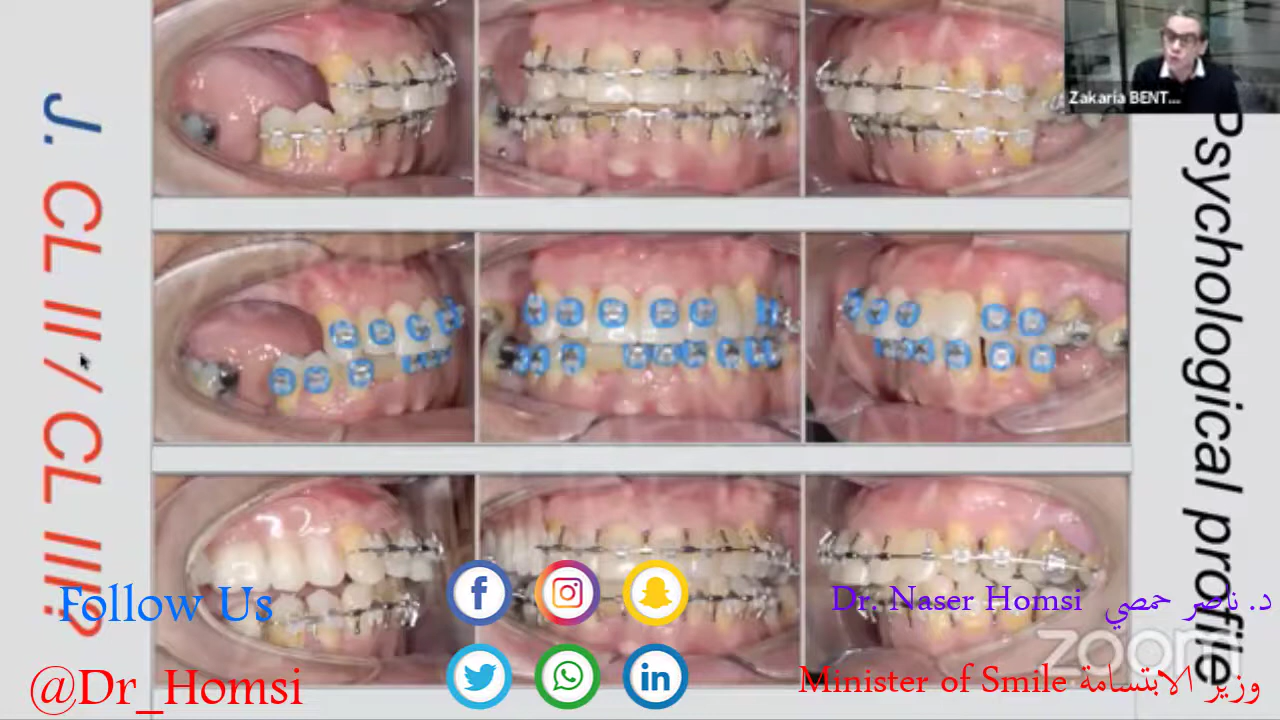 Zakaria BENT...
J. CL II / CL III?
Psychological profile
Follow Us
@Dr_Homsi
Dr. Naser Homsi د. ناصر حمصي
Minister of Smile وزير الابتسامة
zoom